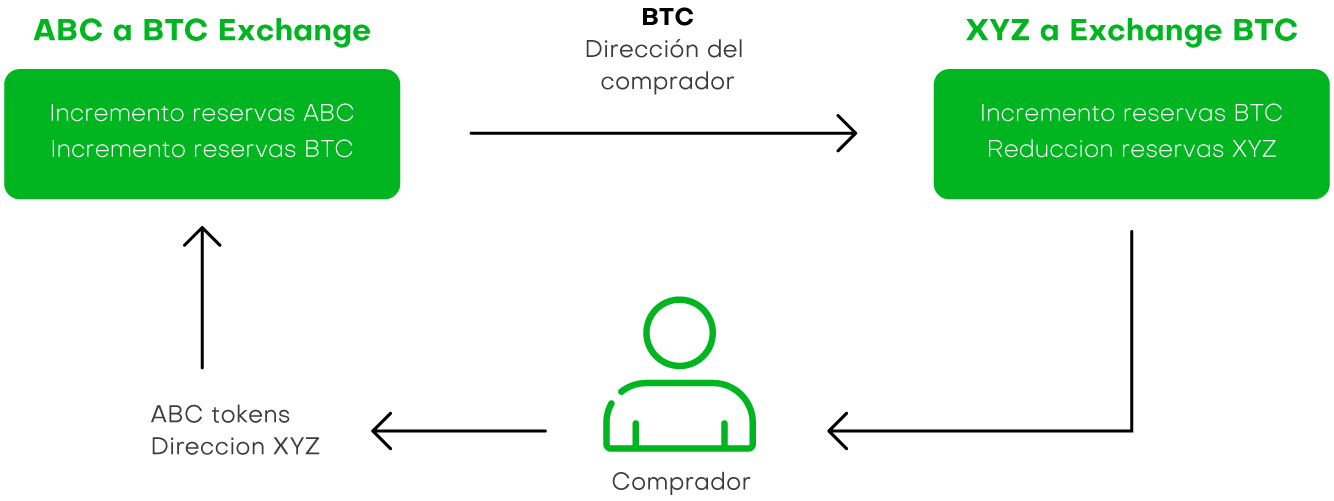 ABC a BTC Exchange
Incremento reservas ABC
Incremento reservas BTC
BTC
Dirección del
comprador
XYZ a Exchange BTC
Incremento reservas BTC
Reduccion reservas XYZ
ABC tokens
Direccion XYZ
Comprador